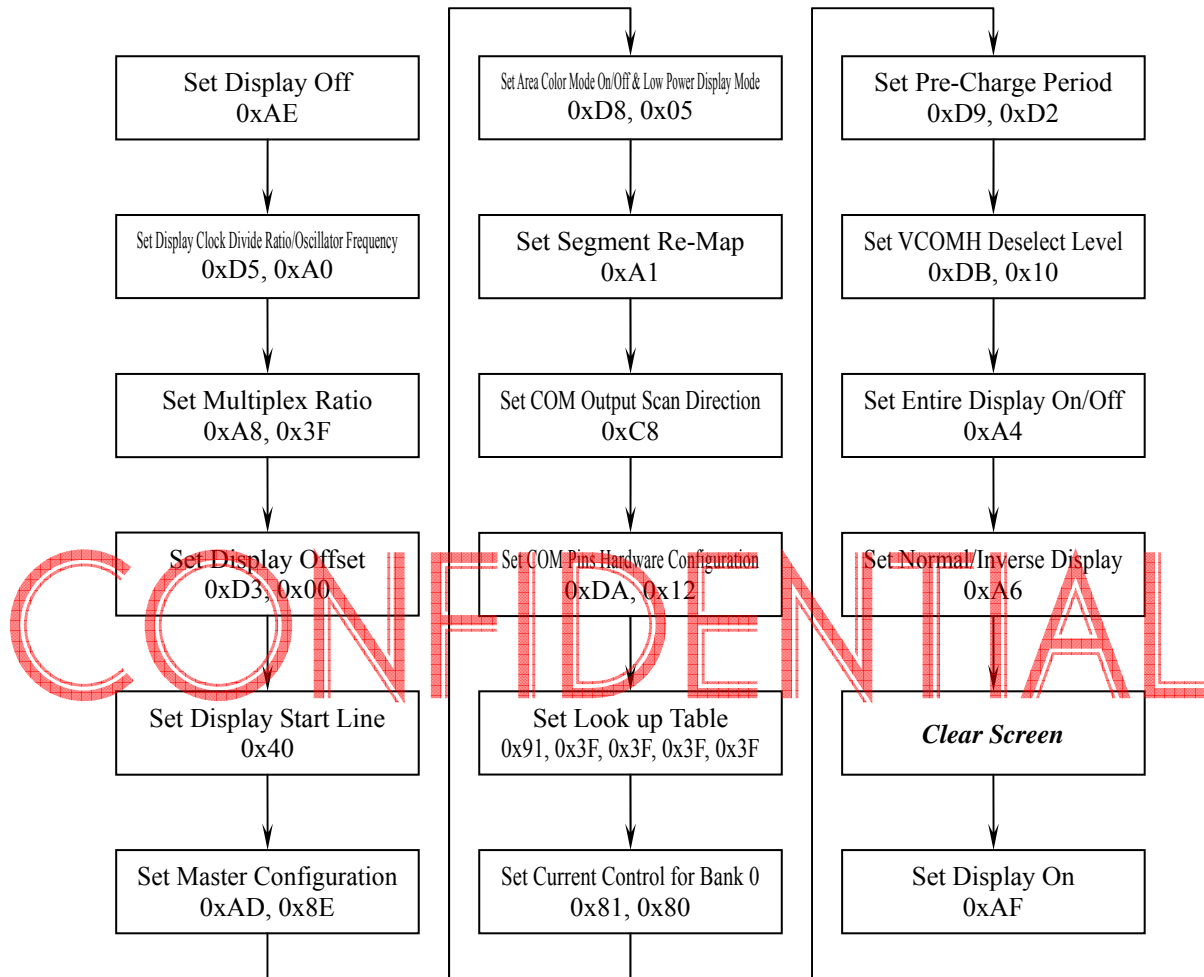 Set Display Off
0xAE
Set Display Clock Divide Ratio/Oscillator Frequency
0xD5, 0xA0
Set Multiplex Ratio
0xA8, 0x3F
Set Display Offset
0xD3, 0x00
Set Display Start Line
0x40
Set Master Configuration
0xAD, 0x8E
Set Area Color Mode On/Off & Low Power Display Mode
0xD8, 0x05
Set Segment Re-Map
0xA1
Set COM Output Scan Direction
0xC8
Set COM Pins Hardware Configuration
0xDA, 0x12
Set Look up Table
0x91, 0x3F, 0x3F, 0x3F, 0x3F
Set Current Control for Bank 0
0x81, 0x80
Set Pre-Charge Period
0xD9, 0xD2
Set VCOMH Deselect Level
0xDB, 0x10
Set Entire Display On/Off
0xA4
Set Normal/Inverse Display
0xA6
Clear Screen
Set Display On
0xAF
CONFIDENTIAL